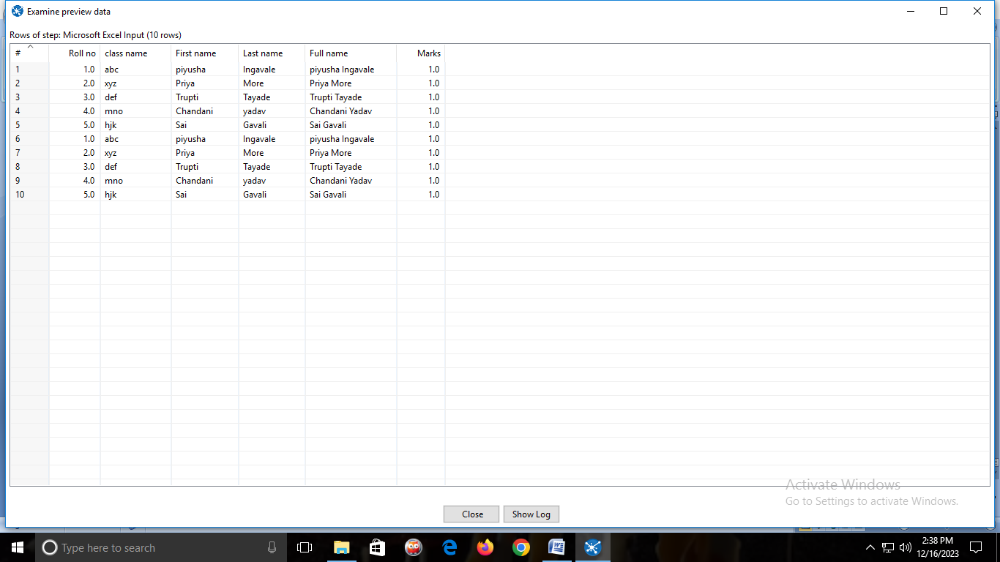 Examine preview data
Rows of step: Microsoft Excel Input (10 rows)
# Roll no class name First name Last name Full name Marks
1 1.0 abc piyusha Ingavale piyusha Ingavale 1.0
2 2.0 xyz Priya More Priya More 1.0
3 3.0 def Trupti Tayade Trupti Tayade 1.0
4 4.0 mno Chandani yadav Chandani Yadav 1.0
5 5.0 hjk Sai Gavali Sai Gavali 1.0
6 1.0 abc piyusha Ingavale piyusha Ingavale 1.0
7 2.0 xyz Priya More Priya More 1.0
8 3.0 def Trupti Tayade Trupti Tayade 1.0
9 4.0 mno Chandani yadav Chandani Yadav 1.0
10 5.0 hjk Sai Gavali Sai Gavali 1.0
Activate Windows
Go to Settings to activate Windows.
Close Show Log
Type here to search
2:38 PM
12/16/2023